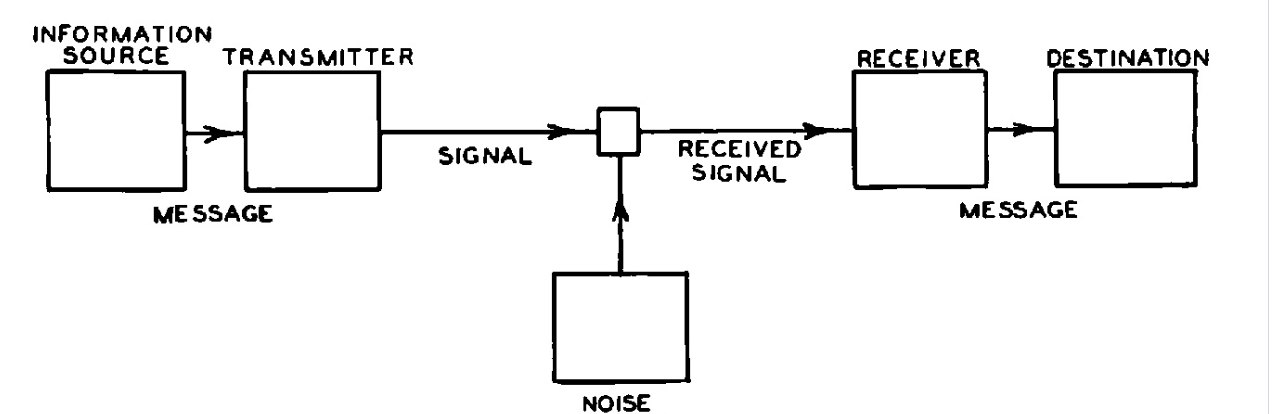 INFORMATION
SOURCE
TRANSMITTER
RECEIVER
DESTINATION
SIGNAL
RECEIVED
SIGNAL
MESSAGE
MESSAGE
NOISE